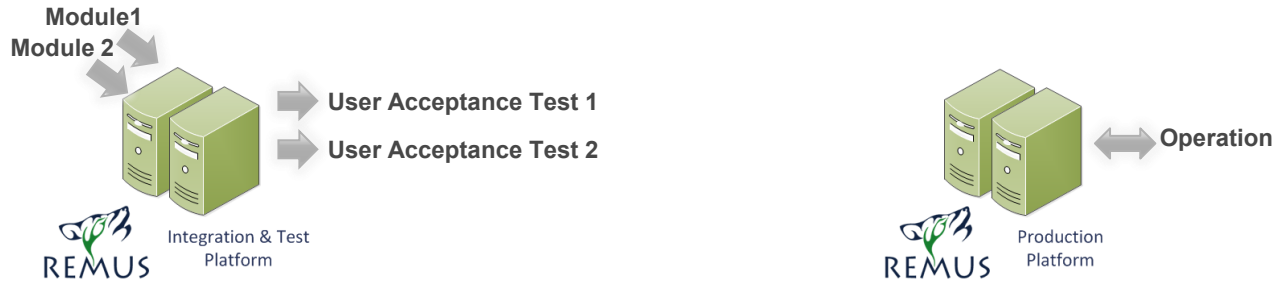 Module1
Module 2
User Acceptance Test 1
User Acceptance Test 2
REMUS
Integration & Test
Platform
Operation
REMUS
Production
Platform